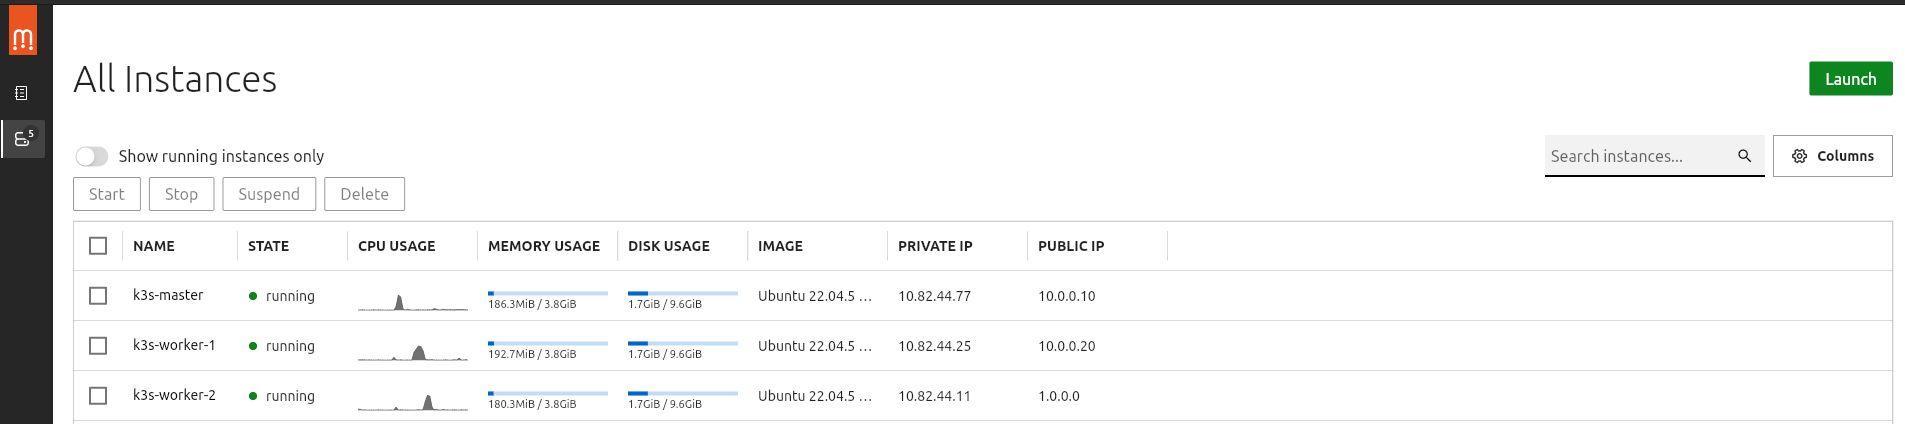 All Instances
Launch
5
Show running instances only
Search instances...
Columns
Start Stop Suspend Delete
NAME STATE CPU USAGE MEMORY USAGE DISK USAGE IMAGE PRIVATE IP PUBLIC IP
k3s-master running 186.3MiB / 3.8GiB 1.7GiB / 9.6GiB Ubuntu 22.04.5 ... 10.82.44.77 10.0.0.10
k3s-worker-1 running 192.7MiB / 3.8GiB 1.7GiB / 9.6GiB Ubuntu 22.04.5 ... 10.82.44.25 10.0.0.20
k3s-worker-2 running 180.3MiB / 3.8GiB 1.7GiB / 9.6GiB Ubuntu 22.04.5 ... 10.82.44.11 1.0.0.0